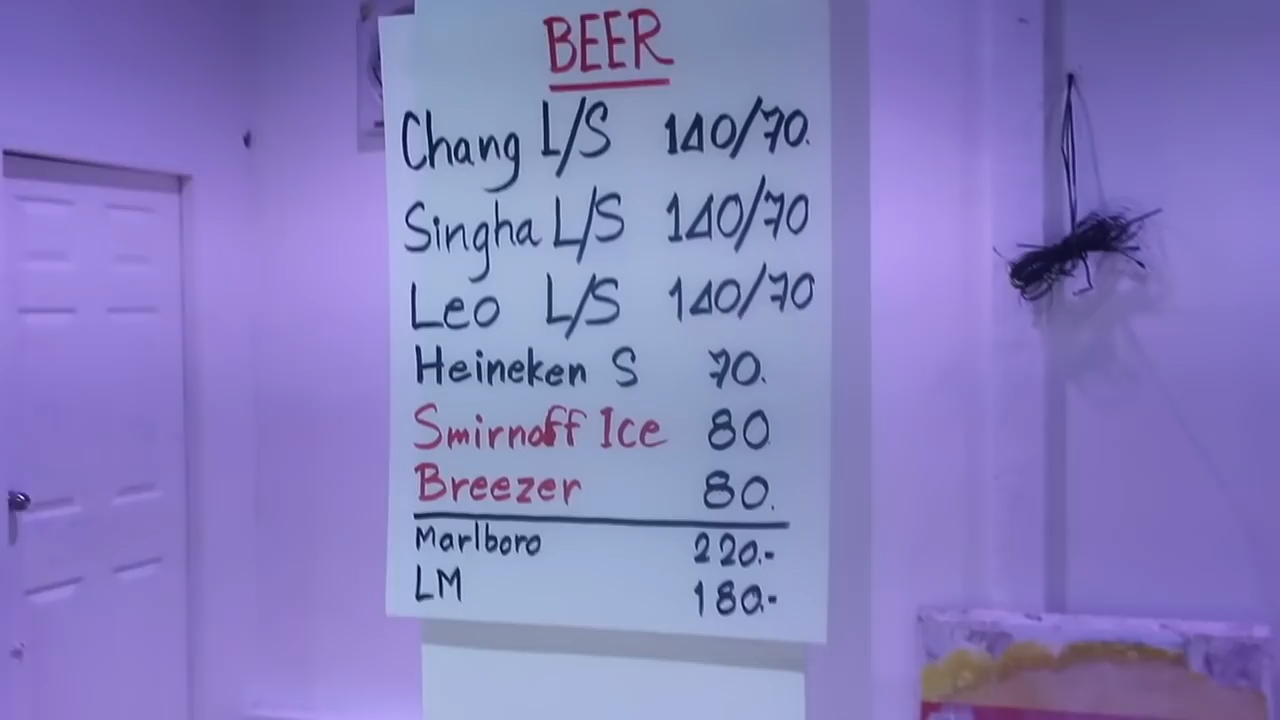 BEER
Chang L/S 140/70.
Singha L/S 140/70
Leo L/S 140/70
Heineken S 70.
Smirnoff Ice 80
Breezer 80.
Marlboro 220.-
LM 180.-